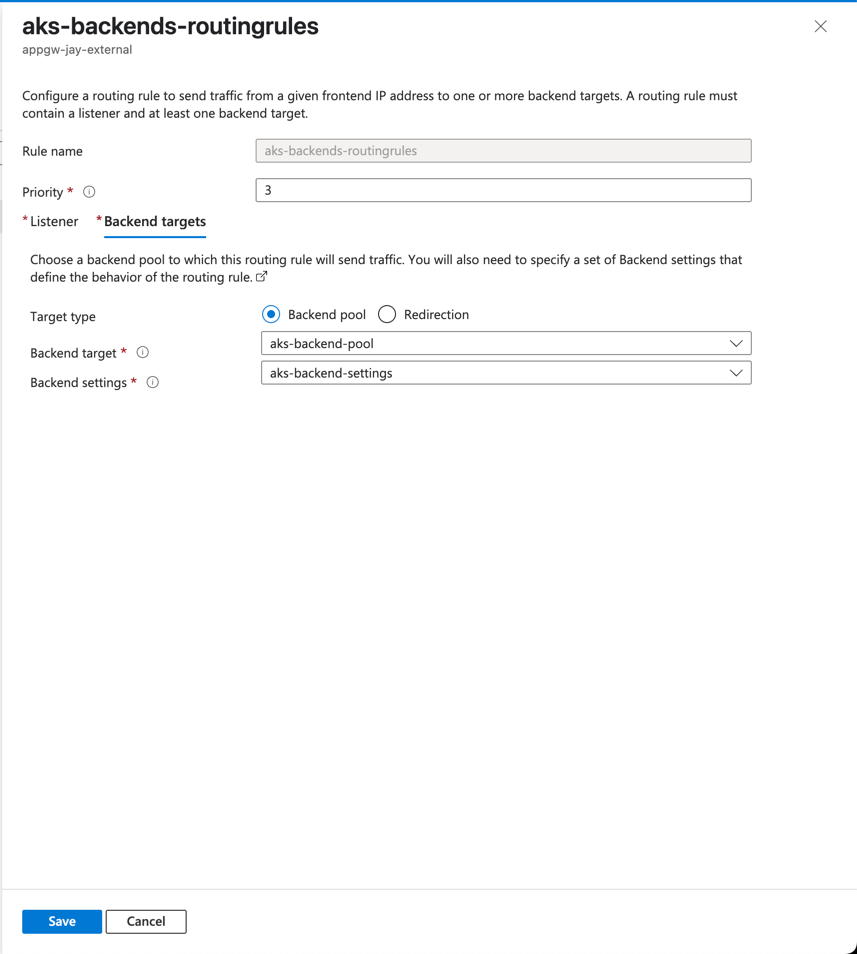 aks-backends-routingrules
appgw-jay-external
Configure a routing rule to send traffic from a given frontend IP address to one or more backend targets. A routing rule must
contain a listener and at least one backend target.
Rule name
aks-backends-routingrules
Priority *
3
* Listener
* Backend targets
Choose a backend pool to which this routing rule will send traffic. You will also need to specify a set of Backend settings that
define the behavior of the routing rule.
Target type
Backend pool
Redirection
Backend target *
aks-backend-pool
Backend settings *
aks-backend-settings
Save
Cancel